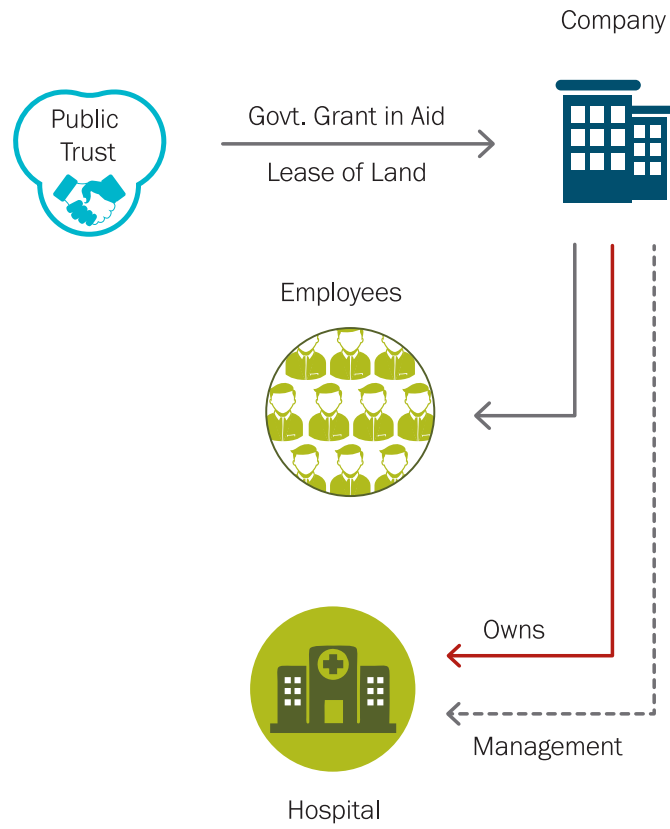 Company
Public
Trust
Govt. Grant in Aid
Lease of Land
Employees
Owns
Management
Hospital